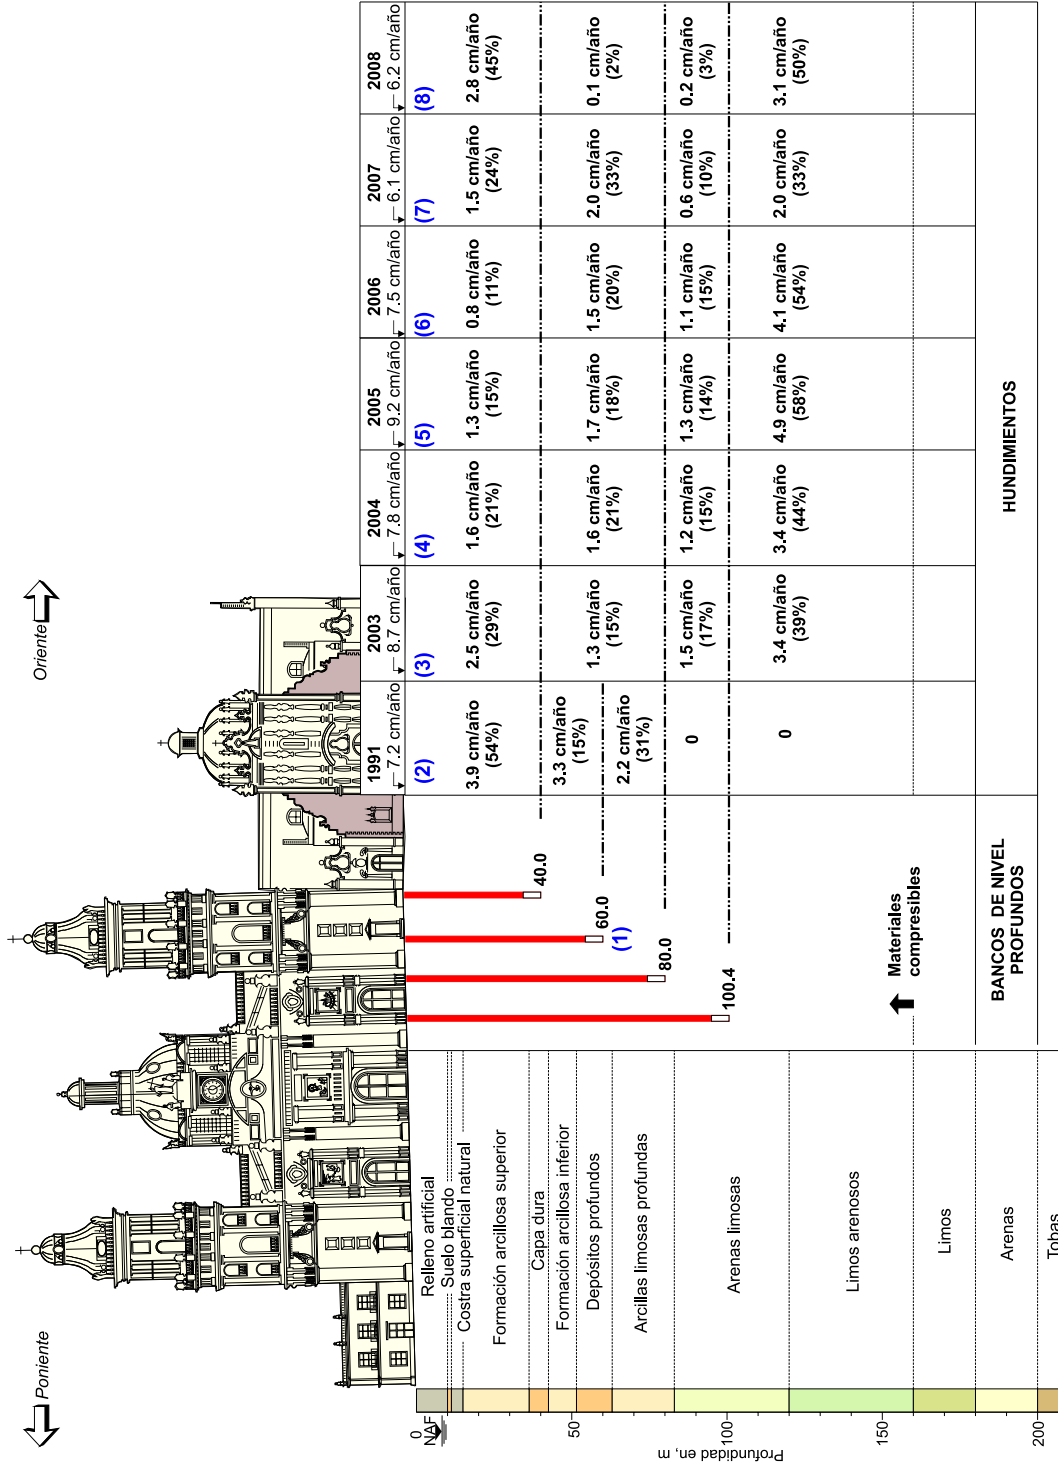 Poniente
Oriente
1991
7.2 cm/año
2003
8.7 cm/año
2004
7.8 cm/año
2005
9.2 cm/año
2006
7.5 cm/año
2007
6.1 cm/año
2008
6.2 cm/año
(2)
(3)
(4)
(5)
(6)
(7)
(8)
3.9 cm/año
(54%)
2.5 cm/año
(29%)
1.6 cm/año
(21%)
1.3 cm/año
(15%)
0.8 cm/año
(11%)
1.5 cm/año
(24%)
2.8 cm/año
(45%)
3.3 cm/año
(15%)
2.2 cm/año
(31%)
1.3 cm/año
(15%)
1.6 cm/año
(21%)
1.7 cm/año
(18%)
1.5 cm/año
(20%)
2.0 cm/año
(33%)
0.1 cm/año
(2%)
0
1.5 cm/año
(17%)
1.2 cm/año
(15%)
1.3 cm/año
(14%)
1.1 cm/año
(15%)
0.6 cm/año
(10%)
0.2 cm/año
(3%)
0
3.4 cm/año
(39%)
3.4 cm/año
(44%)
4.9 cm/año
(58%)
4.1 cm/año
(54%)
2.0 cm/año
(33%)
3.1 cm/año
(50%)
40.0
60.0
(1)
80.0
100.4
Materiales
compresibles
BANCOS DE NIVEL
PROFUNDOS
HUNDIMIENTOS
Relleno artificial
Suelo blando
Costra superficial natural
Formación arcillosa superior
Capa dura
Formación arcillosa inferior
Depósitos profundos
Arcillas limosas profundas
Arenas limosas
Limos arenosos
Limos
Arenas
Tobas
0
NAF
50
100
150
200
Profundidad en, m